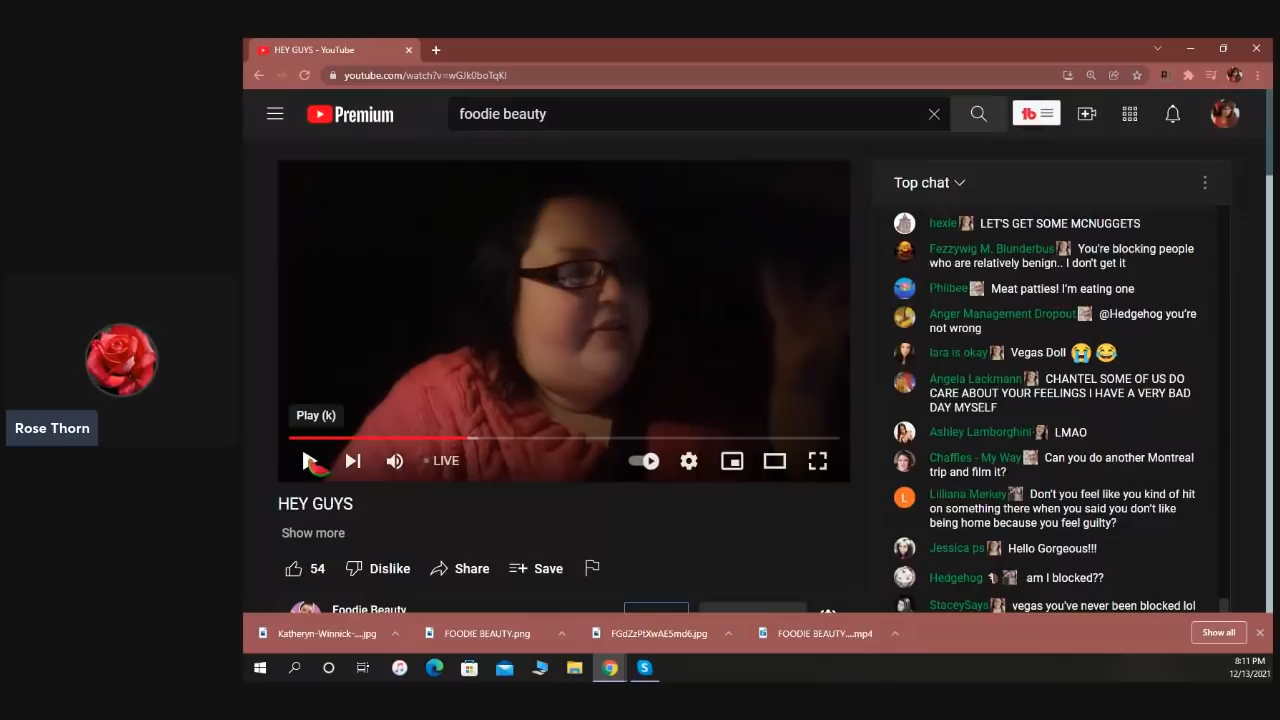 HEY GUYS - YouTube
youtube.com/watch?v=wGJk0boTqKI
Premium
foodie beauty
tb
Top chat
hexie LET'S GET SOME MCNUGGETS
Fezzywig M. Blunderbus You're blocking people
who are relatively benign.. I don't get it
Phlibee Meat patties! I'm eating one
Anger Management Dropout @Hedgehog you're
not wrong
lara is okay Vegas Doll 😭 😂
Angela Lackmann CHANTEL SOME OF US DO
CARE ABOUT YOUR FEELINGS I HAVE A VERY BAD
DAY MYSELF
Ashley Lamborghini LMAO
Chaffles - My Way Can you do another Montreal
trip and film it?
L
Lilliana Merkey Don't you feel like you kind of hit
on something there when you said you don't like
being home because you feel guilty?
Jessica ps Hello Gorgeous!!!
Hedgehog am I blocked??
StaceySays vegas you've never been blocked lol
Play (k)
LIVE
HEY GUYS
Show more
54
Dislike
Share
Save
Foodie Beauty
Rose Thorn
Katheryn-Winnick-....jpg
FOODIE BEAUTY.png
FGdZzPtXwAE5md6.jpg
FOODIE BEAUTY....mp4
Show all
8:11 PM
12/13/2021